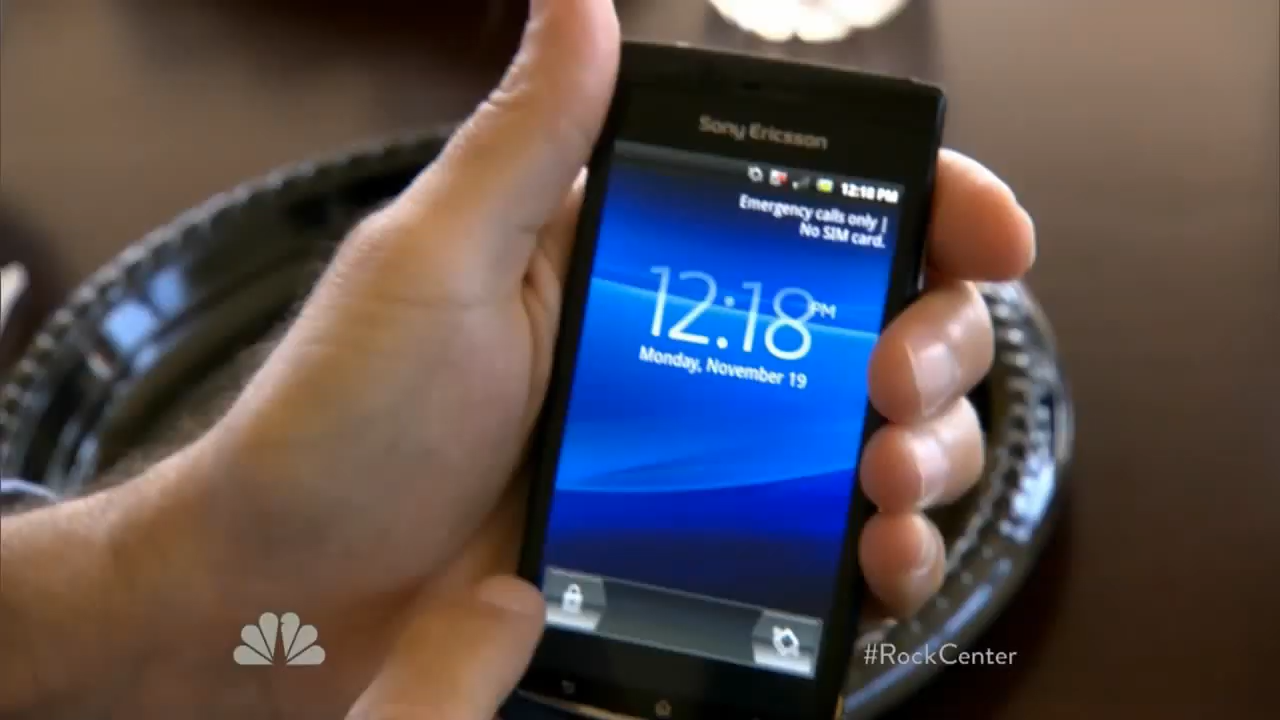 Sony Ericsson
12:18 PM
Emergency calls only |
No SIM card.
12:18 PM
Monday, November 19
#RockCenter